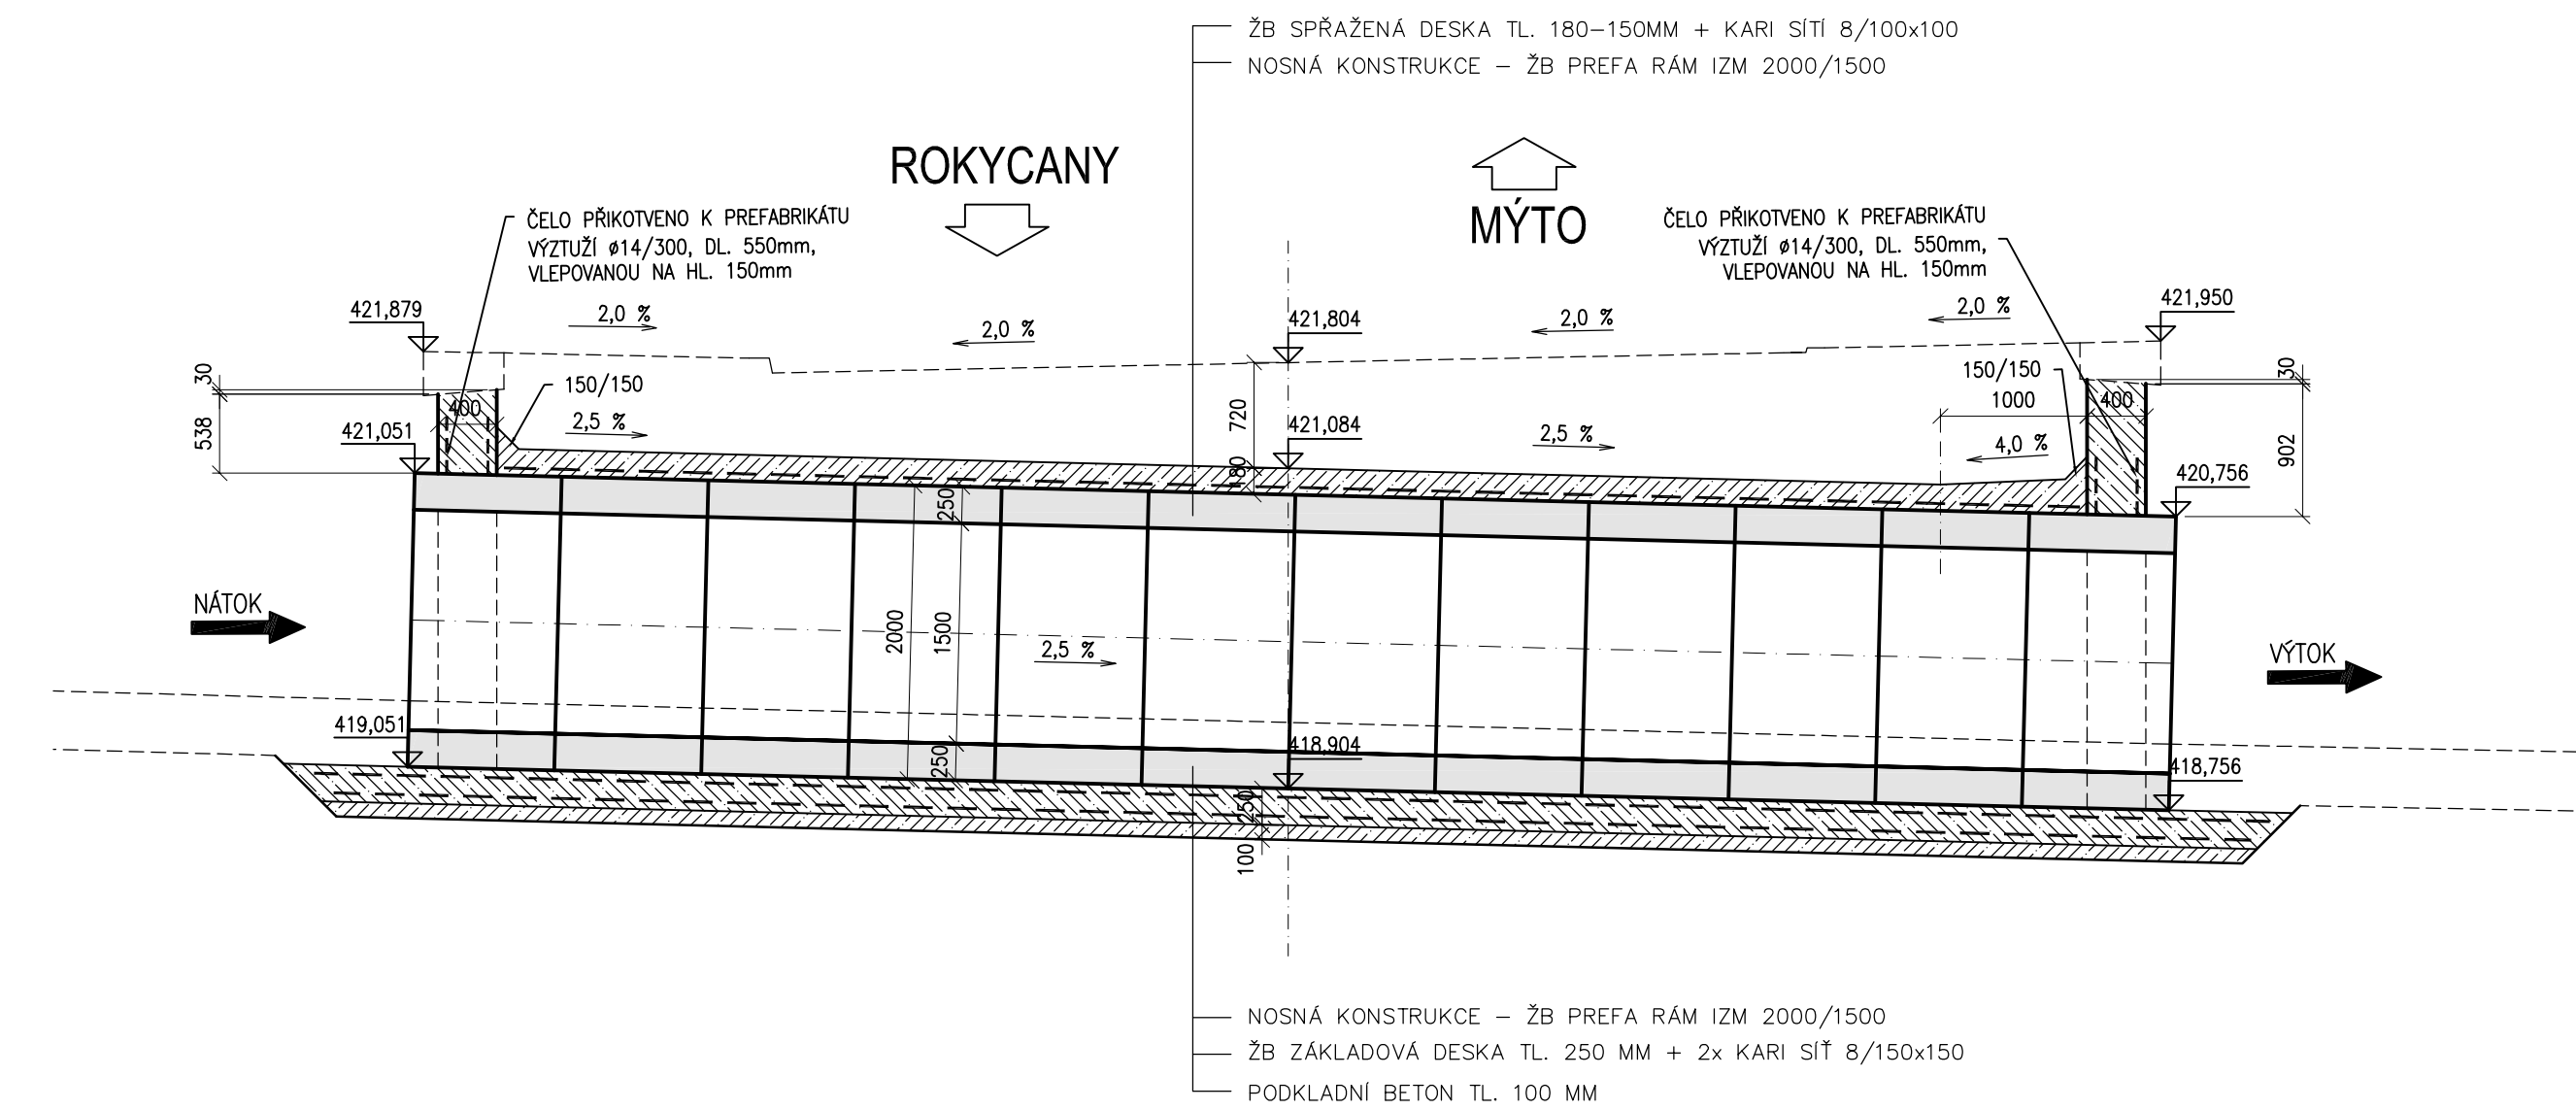 ŽB SPŘAŽENÁ DESKA TL. 180-150MM + KARI SÍTÍ 8/100x100
NOSNÁ KONSTRUKCE - ŽB PREFA RÁM IZM 2000/1500
ROKYCANY
MÝTO
ČELO PŘIKOTVENO K PREFABRIKÁTU
VÝZTUŽÍ ø14/300, DL. 550mm,
VLEPOVANOU NA HL. 150mm
ČELO PŘIKOTVENO K PREFABRIKÁTU
VÝZTUŽÍ ø14/300, DL. 550mm,
VLEPOVANOU NA HL. 150mm
421,879
2,0 %
2,0 %
421,804
2,0 %
2,0 %
421,950
30
538
400
150/150
2,5 %
421,051
720
180
421,084
2,5 %
150/150
1000
400
4,0 %
30
902
420,756
250
2000
1500
250
2,5 %
NÁTOK
VÝTOK
419,051
418,904
418,756
250
100
NOSNÁ KONSTRUKCE - ŽB PREFA RÁM IZM 2000/1500
ŽB ZÁKLADOVÁ DESKA TL. 250 MM + 2x KARI SÍŤ 8/150x150
PODKLADNÍ BETON TL. 100 MM